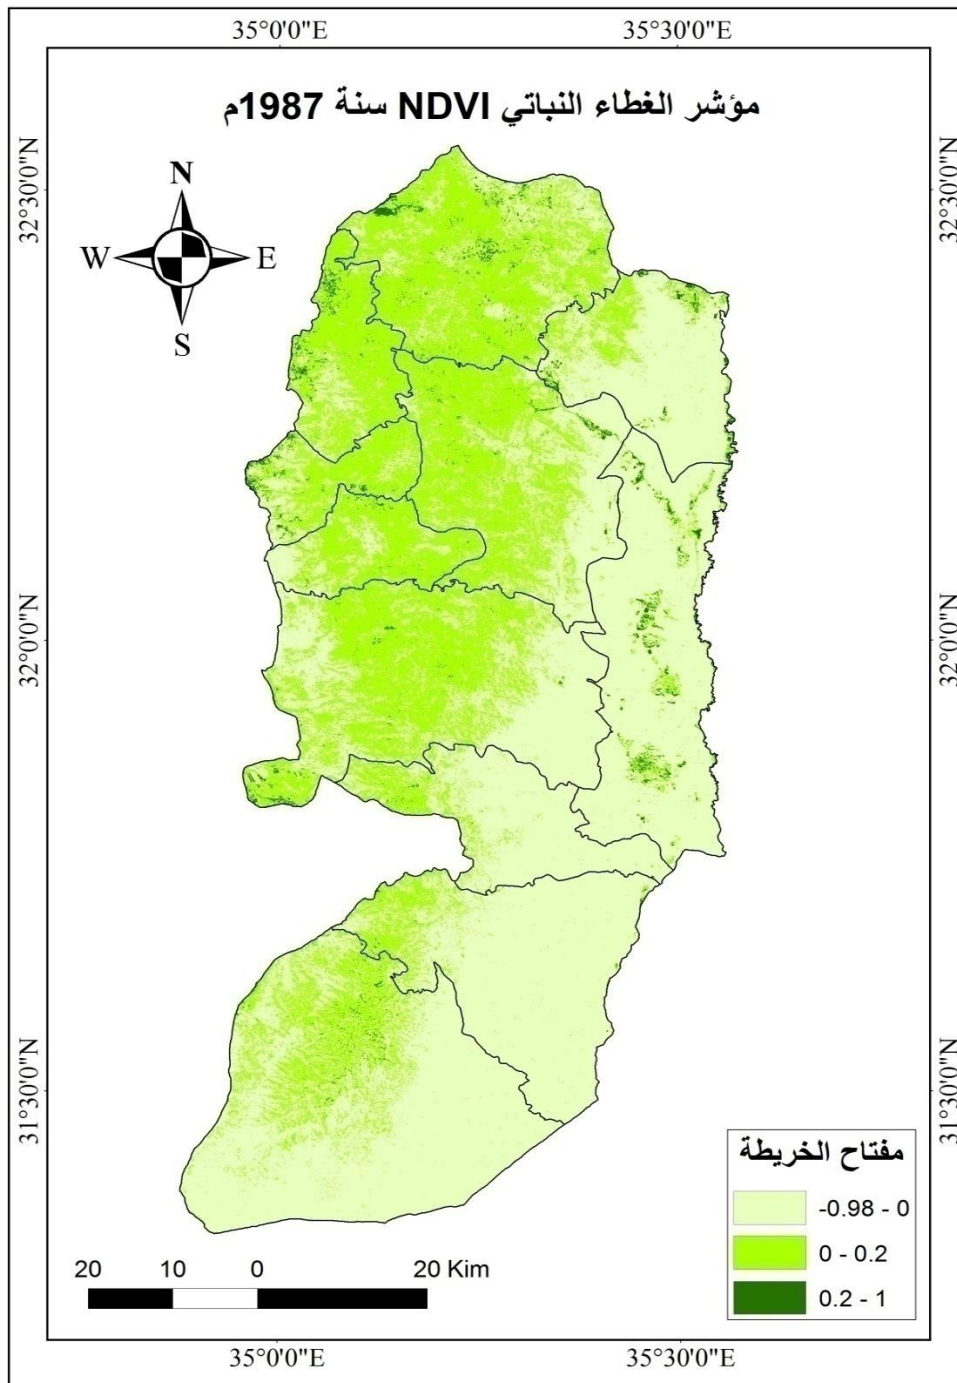 35°0'0"E 35°30'0"E
مؤشر الغطاء النباتي NDVI سنة 1987م
32°30'0"N 32°30'0"N
N
W E
S
32°0'0"N 32°0'0"N
31°30'0"N 31°30'0"N
مفتاح الخريطة
-0.98 - 0
0 - 0.2
0.2 - 1
20 10 0 20 Kim
35°0'0"E 35°30'0"E